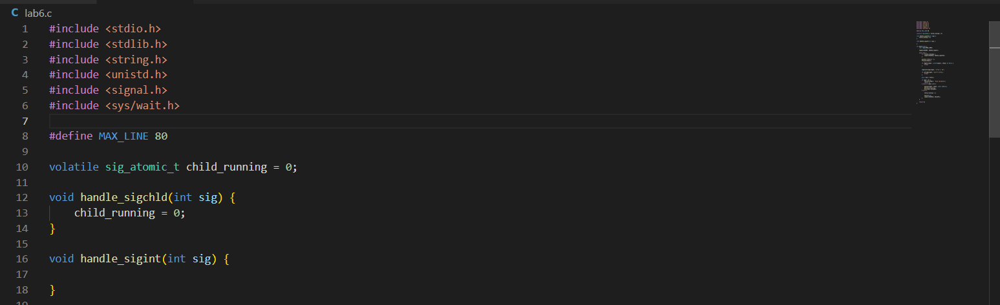 C lab6.c
1 #include <stdio.h>
2 #include <stdlib.h>
3 #include <string.h>
4 #include <unistd.h>
5 #include <signal.h>
6 #include <sys/wait.h>
7
8 #define MAX_LINE 80
9
10 volatile sig_atomic_t child_running = 0;
11
12 void handle_sigchld(int sig) {
13     child_running = 0;
14 }
15
16 void handle_sigint(int sig) {
17
18 }
19